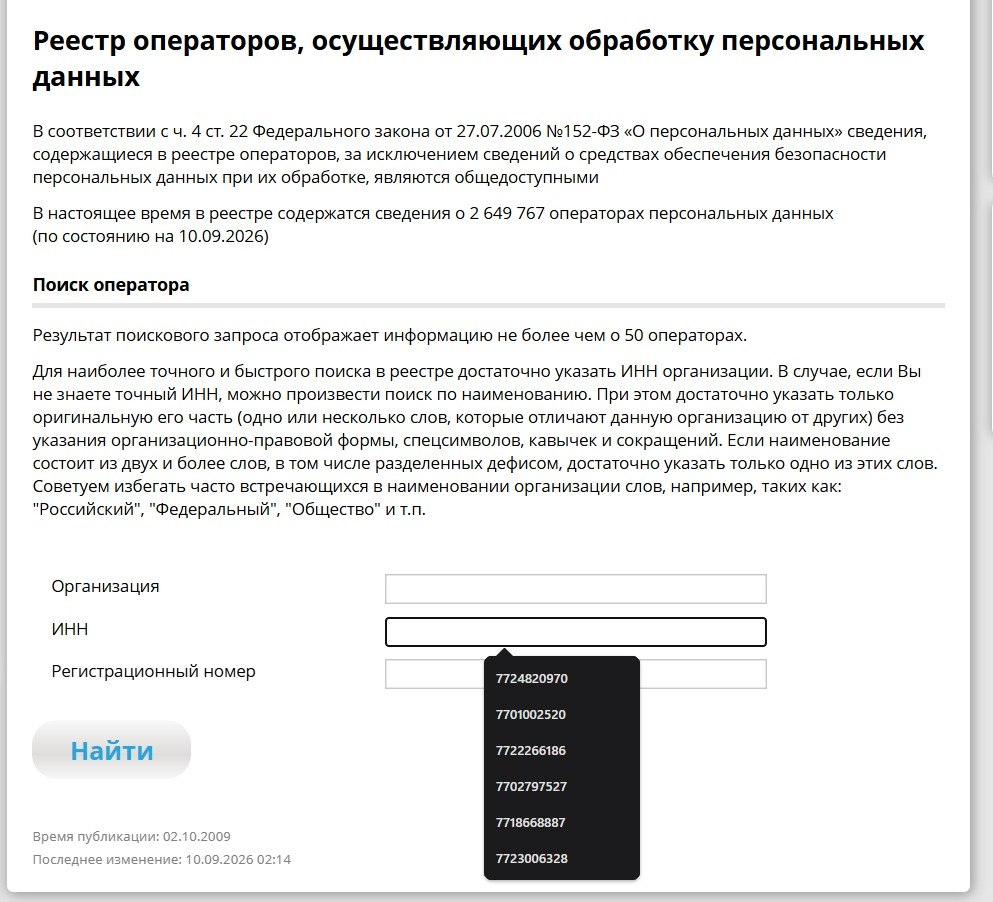 Реестр операторов, осуществляющих обработку персональных
данных
В соответствии с ч. 4 ст. 22 Федерального закона от 27.07.2006 №152-ФЗ «О персональных данных» сведения,
содержащиеся в реестре операторов, за исключением сведений о средствах обеспечения безопасности
персональных данных при их обработке, являются общедоступными
В настоящее время в реестре содержатся сведения о 2 649 767 операторах персональных данных
(по состоянию на 10.09.2026)
Поиск оператора
Результат поискового запроса отображает информацию не более чем о 50 операторах.
Для наиболее точного и быстрого поиска в реестре достаточно указать ИНН организации. В случае, если Вы
не знаете точный ИНН, можно произвести поиск по наименованию. При этом достаточно указать только
оригинальную его часть (одно или несколько слов, которые отличают данную организацию от других) без
указания организационно-правовой формы, спецсимволов, кавычек и сокращений. Если наименование
состоит из двух и более слов, в том числе разделенных дефисом, достаточно указать только одно из этих слов.
Советуем избегать часто встречающихся в наименовании организации слов, например, таких как:
"Российский", "Федеральный", "Общество" и т.п.
Организация
ИНН
Регистрационный номер
7724820970
7701002520
7722266186
7702797527
7718668887
7723006328
Найти
Время публикации: 02.10.2009
Последнее изменение: 10.09.2026 02:14